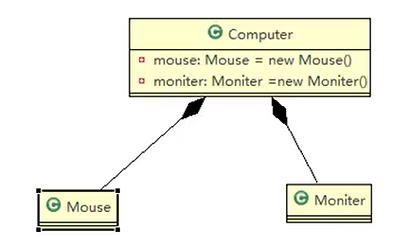 C Computer
mouse: Mouse = new Mouse()
moniter: Moniter =new Moniter()
C Mouse
C Moniter